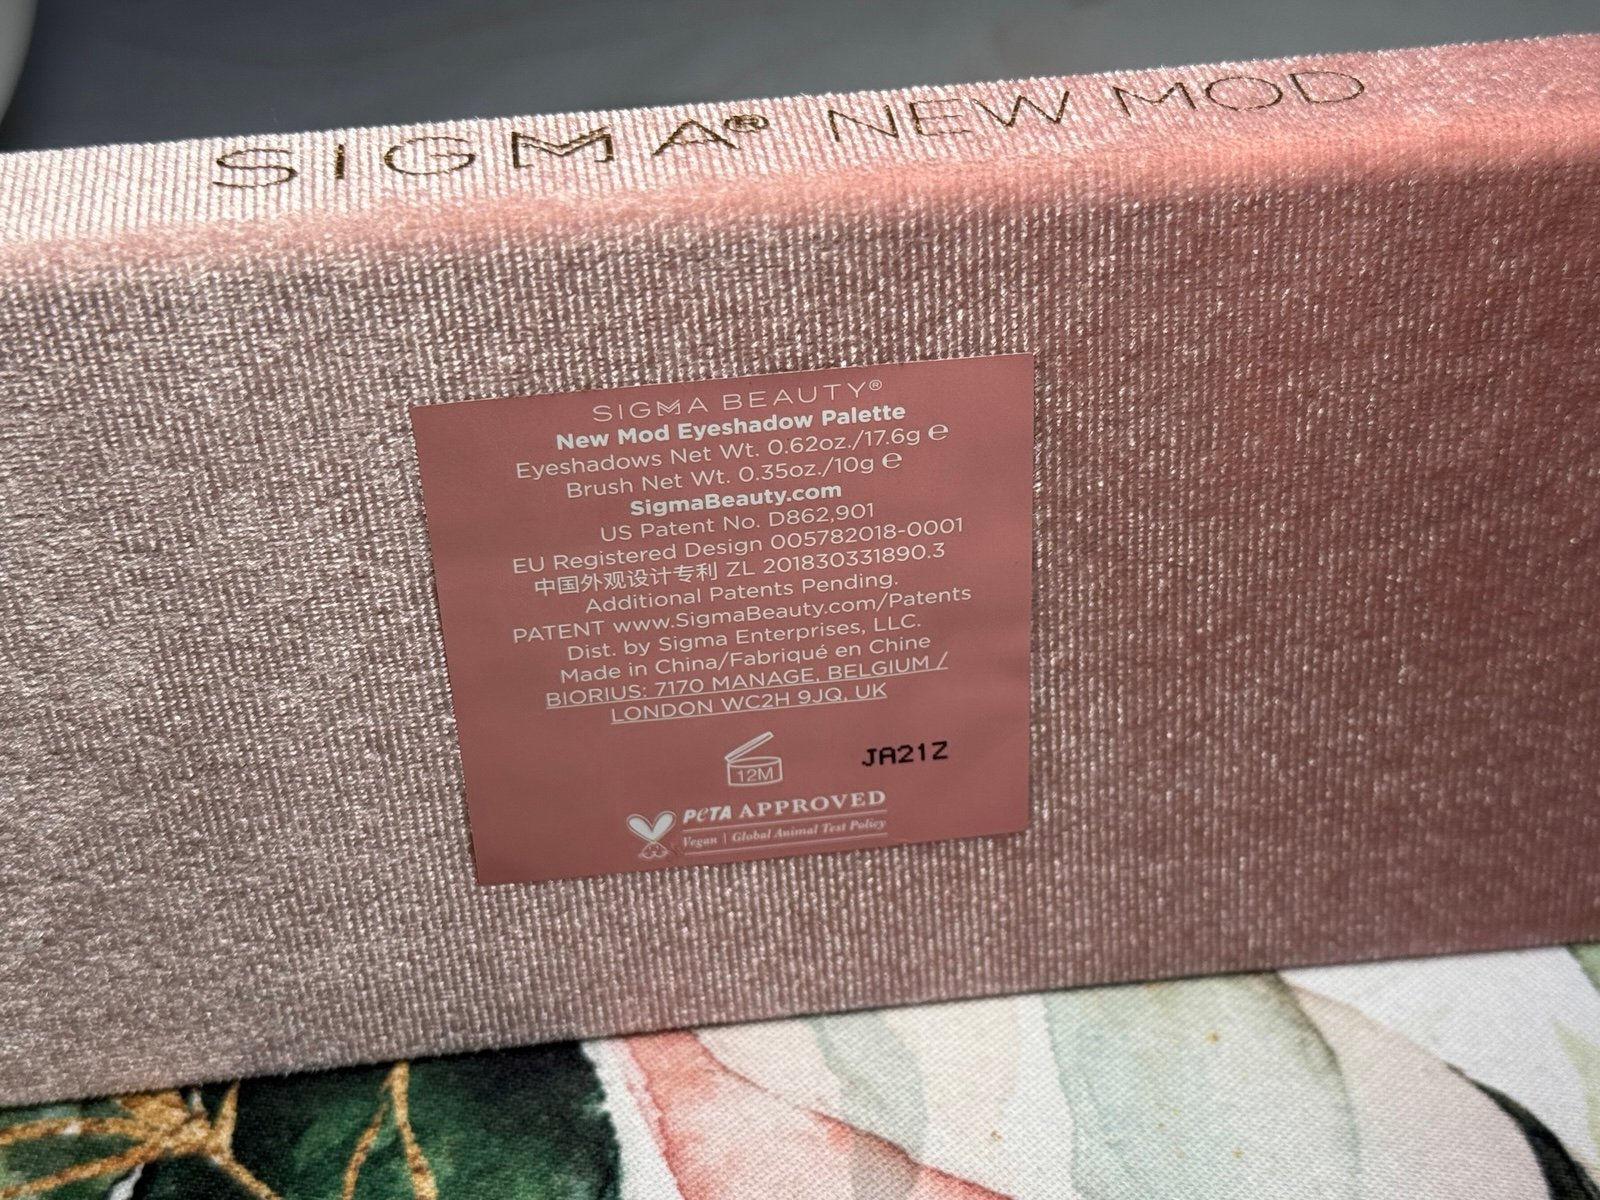 SIGMA® NEW MOD
SIGMA BEAUTY®
New Mod Eyeshadow Palette
Eyeshadows Net Wt. 0.62oz./17.6g ℮
Brush Net Wt. 0.35oz./10g ℮
SigmaBeauty.com
US Patent No. D862,901
EU Registered Design 005782018-0001
中国外观设计专利 ZL 201830331890.3
Additional Patents Pending.
PATENT www.SigmaBeauty.com/Patents
Dist. by Sigma Enterprises, LLC.
Made in China/Fabriqué en Chine
BIORIUS: 7170 MANAGE, BELGIUM /
LONDON WC2H 9JQ, UK
12M
JA21Z
PETA APPROVED
Vegan | Global Animal Test Policy